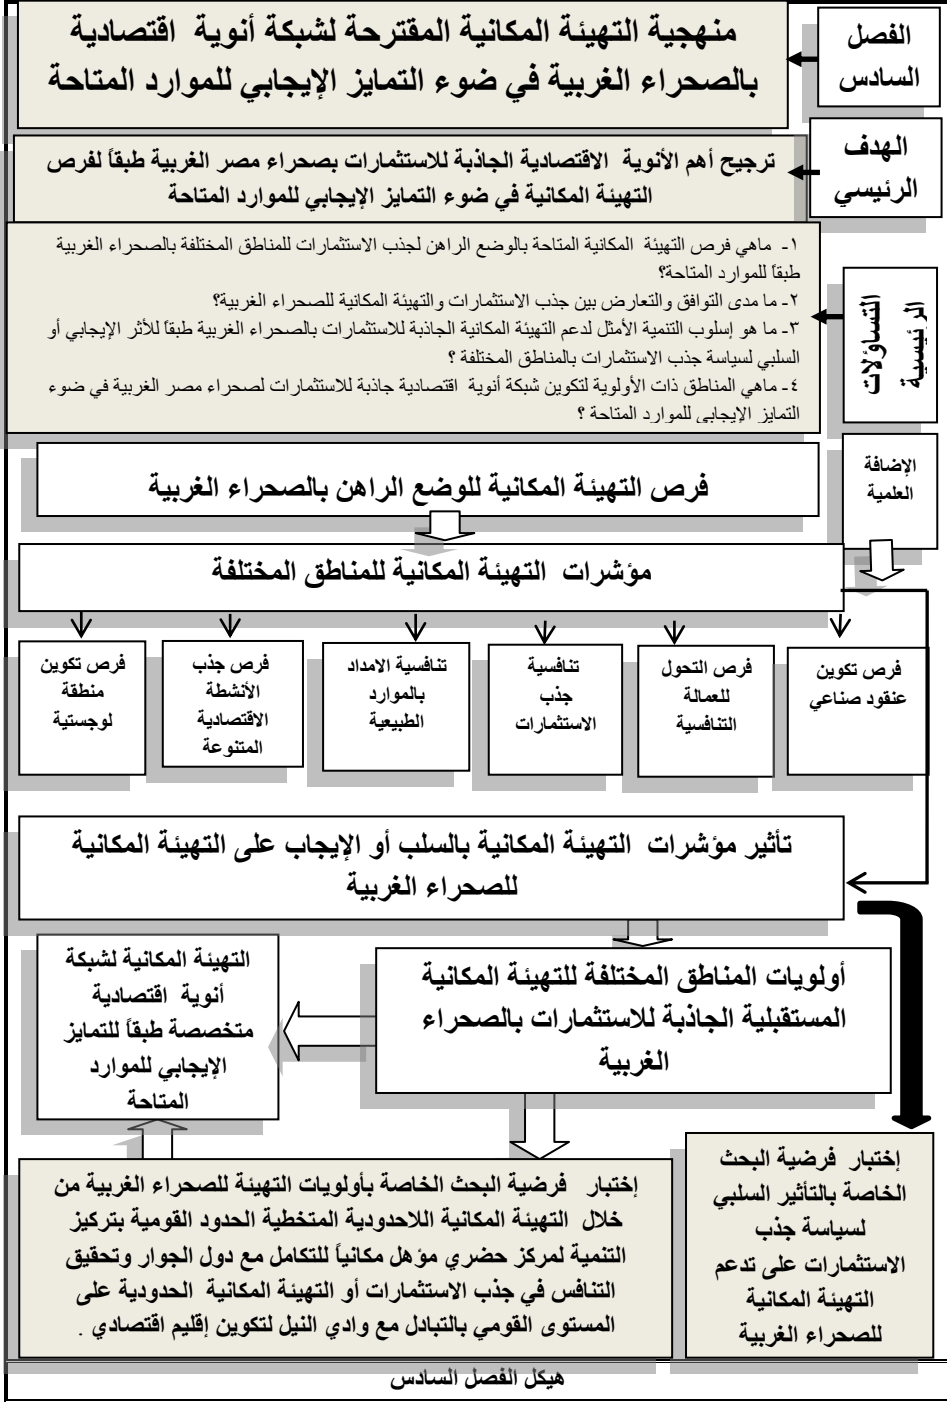 الفصل
السادس
منهجية التهيئة المكانية المقترحة لشبكة أنوية اقتصادية
بالصحراء الغربية في ضوء التمايز الإيجابي للموارد المتاحة
الهدف
الرئيسي
ترجيح أهم الأنوية الاقتصادية الجاذبة للاستثمارات بصحراء مصر الغربية طبقاً لفرص
التهيئة المكانية في ضوء التمايز الإيجابي للموارد المتاحة
التساؤلات
الرئيسية
١- ماهي فرص التهيئة المكانية المتاحة بالوضع الراهن لجذب الاستثمارات للمناطق المختلفة بالصحراء الغربية
طبقاً للموارد المتاحة؟
٢- ما مدى التوافق والتعارض بين جذب الاستثمارات والتهيئة المكانية للصحراء الغربية؟
٣- ما هو إسلوب التنمية الأمثل لدعم التهيئة المكانية الجاذبة للاستثمارات بالصحراء الغربية طبقاً للأثر الإيجابي أو
السلبي لسياسة جذب الاستثمارات بالمناطق المختلفة ؟
٤- ماهي المناطق ذات الأولوية لتكوين شبكة أنوية اقتصادية جاذبة للاستثمارات لصحراء مصر الغربية في ضوء
التمايز الإيجابي للموارد المتاحة ؟
الإضافة
العلمية
فرص التهيئة المكانية للوضع الراهن بالصحراء الغربية
مؤشرات التهيئة المكانية للمناطق المختلفة
فرص تكوين
عنقود صناعي
فرص التحول
للعمالة
التنافسية
تنافسية
جذب
الاستثمارات
تنافسية الامداد
بالموارد
الطبيعية
فرص جذب
الأنشطة
الاقتصادية
المتنوعة
فرص تكوين
منطقة
لوجستية
تأثير مؤشرات التهيئة المكانية بالسلب أو الإيجاب على التهيئة المكانية
للصحراء الغربية
أولويات المناطق المختلفة للتهيئة المكانية
المستقبلية الجاذبة للاستثمارات بالصحراء
الغربية
التهيئة المكانية لشبكة
أنوية اقتصادية
متخصصة طبقاً للتمايز
الإيجابي للموارد
المتاحة
إختبار فرضية البحث
الخاصة بالتأثير السلبي
لسياسة جذب
الاستثمارات على تدعم
التهيئة المكانية
للصحراء الغربية
إختبار فرضية البحث الخاصة بأولويات التهيئة للصحراء الغربية من
خلال التهيئة المكانية اللاحدودية المتخطية الحدود القومية بتركيز
التنمية لمركز حضري مؤهل مكانياً للتكامل مع دول الجوار وتحقيق
التنافس في جذب الاستثمارات أو التهيئة المكانية الحدودية على
المستوى القومي بالتبادل مع وادي النيل لتكوين إقليم اقتصادي .
هيكل الفصل السادس